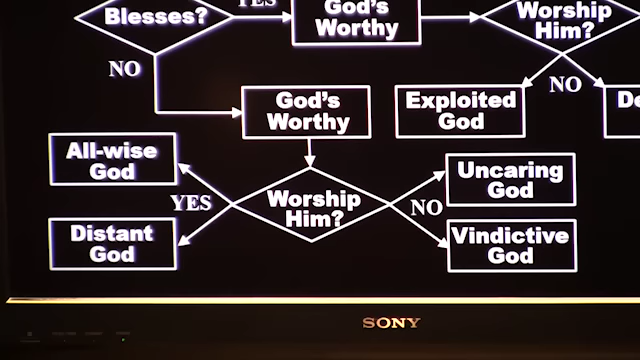 Blesses?
YES
God's
Worthy
Worship
Him?
NO
NO
God's
Worthy
Exploited
God
De
All-wise
God
Worship
Him?
YES
NO
Uncaring
God
Distant
God
Vindictive
God
SONY